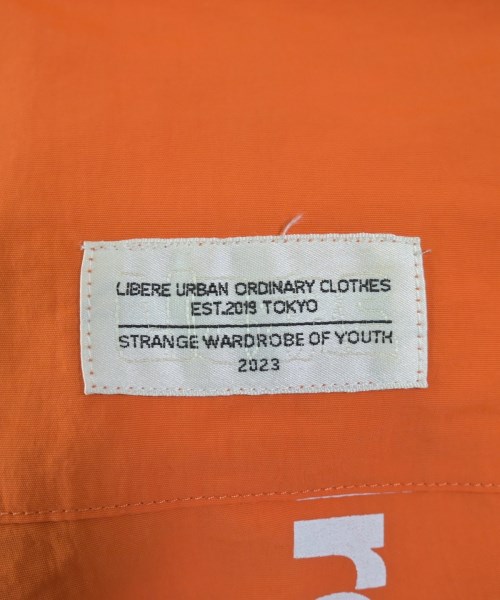 LIBERE URBAN ORDINARY CLOTHES
EST.2019 TOKYO
STRANGE WARDROBE OF YOUTH
2023